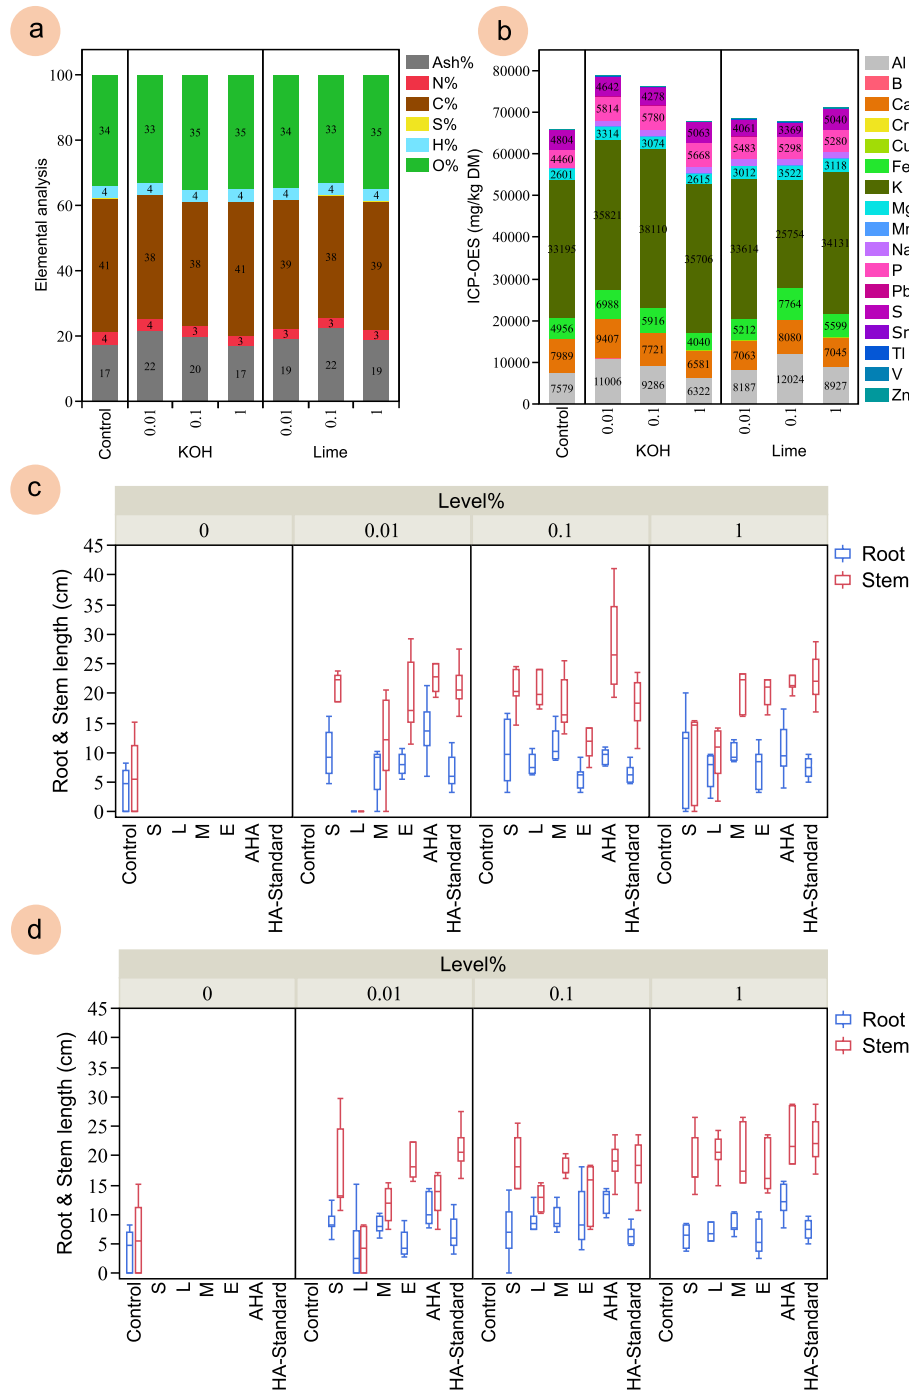 a
Elemental analysis
100
80
60
40
20
0
34 33 35 35 34 33 35
4 4 4 4 4 4 4
41 38 38 41 39 38 39
4 4 3 3 3 3 3
17 22 20 17 19 22 19
Control 0.01 0.1 1 0.01 0.1 1
KOH Lime
Ash%
N%
C%
S%
H%
O%
b
ICP-OES (mg/kg DM)
80000
70000
60000
50000
40000
30000
20000
10000
0
4804 4642 4278 5063 4061 3369 5040
4460 5814 5780 5668 5483 5298 5280
2601 3314 3074 2615 3012 3522 3118
33195 35821 38110 35706 33614 25754 34131
4956 6988 5916 4040 5212 7764 5599
7989 9407 7721 6581 7063 8080 7045
7579 11006 9286 6322 8187 12024 8927
Control 0.01 0.1 1 0.01 0.1 1
KOH Lime
Al
B
Ca
Cr
Cu
Fe
K
Mg
Mn
Na
P
Pb
S
Sr
Tl
V
Zn
c
Level%
0 0.01 0.1 1
Root & Stem length (cm)
45
40
35
30
25
20
15
10
5
0
Root
Stem
Control S L M E AHA HA-Standard Control S L M E AHA HA-Standard Control S L M E AHA HA-Standard Control S L M E AHA HA-Standard
d
Level%
0 0.01 0.1 1
Root & Stem length (cm)
45
40
35
30
25
20
15
10
5
0
Root
Stem
Control S L M E AHA HA-Standard Control S L M E AHA HA-Standard Control S L M E AHA HA-Standard Control S L M E AHA HA-Standard